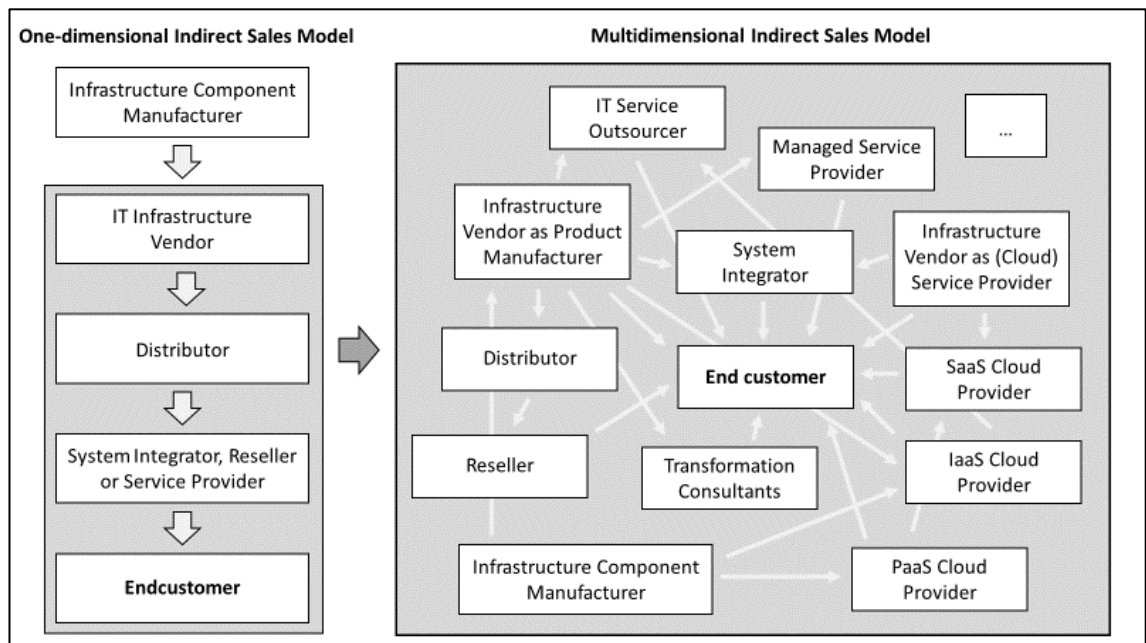 One-dimensional Indirect Sales Model
Infrastructure Component
Manufacturer
IT Infrastructure
Vendor
Distributor
System Integrator, Reseller
or Service Provider
Endcustomer
Multidimensional Indirect Sales Model
IT Service
Outsourcer
...
Managed Service
Provider
Infrastructure
Vendor as Product
Manufacturer
System
Integrator
Infrastructure
Vendor as (Cloud)
Service Provider
Distributor
End customer
SaaS Cloud
Provider
Reseller
Transformation
Consultants
IaaS Cloud
Provider
Infrastructure Component
Manufacturer
PaaS Cloud
Provider